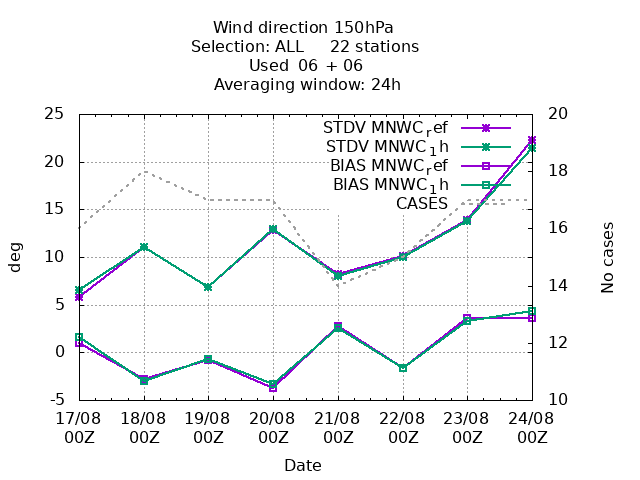 Wind direction 150hPa
Selection: ALL 22 stations
Used 06 + 06
Averaging window: 24h
25
20
15
10
5
0
-5
20
18
16
14
12
10
STDV MNWC_ref
STDV MNWC_1h
BIAS MNWC_ref
BIAS MNWC_1h
CASES
deg
No cases
17/08 18/08 19/08 20/08 21/08 22/08 23/08 24/08
00Z 00Z 00Z 00Z 00Z 00Z 00Z 00Z
Date